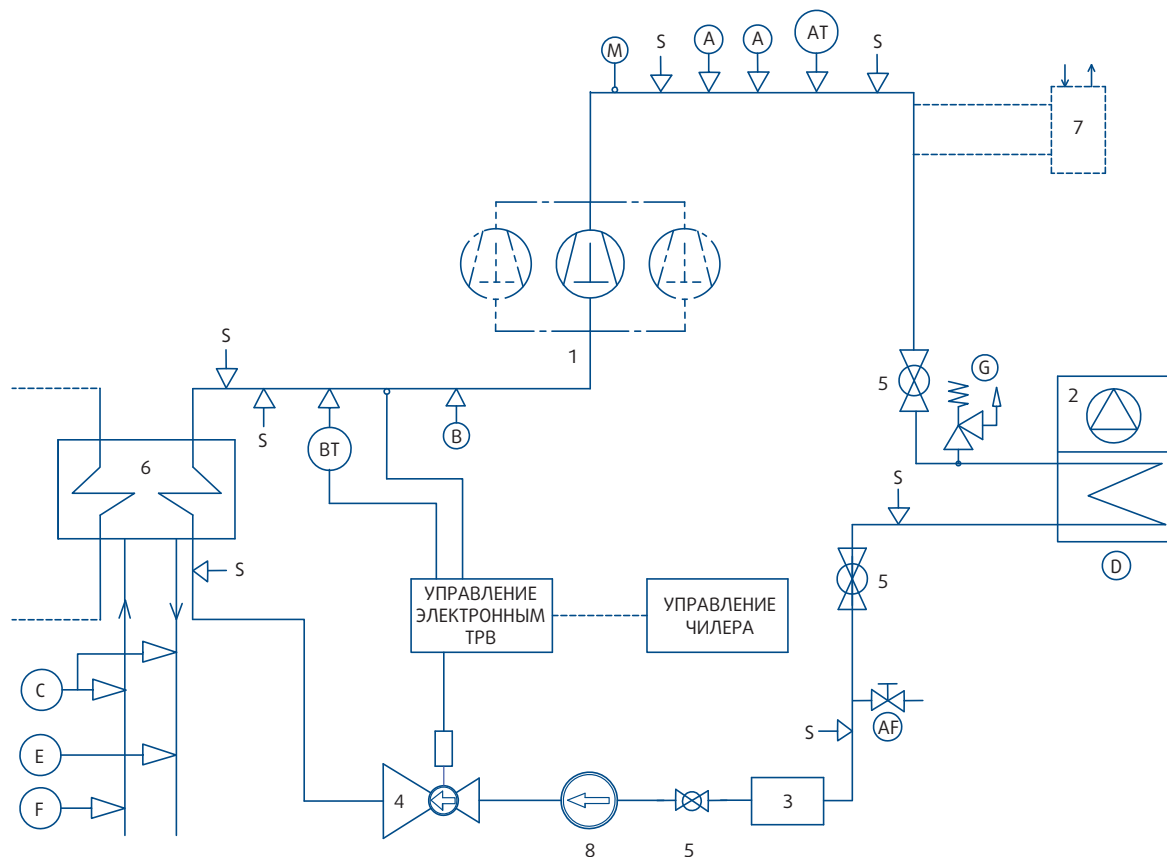 M S A A AT S
7
1
S
5 G 2
S B
BT
6
S
S
5
D
УПРАВЛЕНИЕ
ЭЛЕКТРОННЫМ
ТРВ
УПРАВЛЕНИЕ
ЧИЛЕРА
C
AF
S
E
4 3
F
8 5